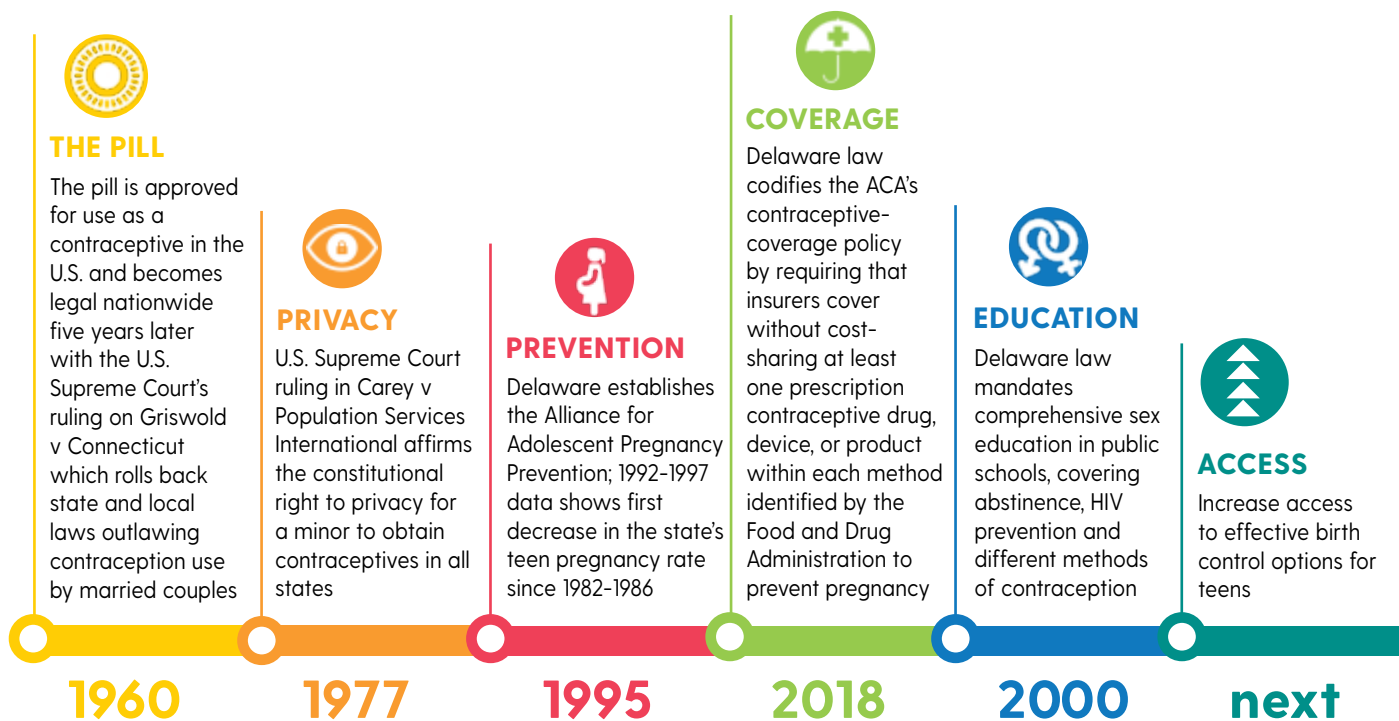 THE PILL
The pill is approved
for use as a
contraceptive in the
U.S. and becomes
legal nationwide
five years later
with the U.S.
Supreme Court's
ruling on Griswold
v Connecticut
which rolls back
state and local
laws outlawing
contraception use
by married couples
1960
PRIVACY
U.S. Supreme Court
ruling in Carey v
Population Services
International affirms
the constitutional
right to privacy for
a minor to obtain
contraceptives in all
states
1977
PREVENTION
Delaware establishes
the Alliance for
Adolescent Pregnancy
Prevention; 1992-1997
data shows first
decrease in the state's
teen pregnancy rate
since 1982-1986
1995
COVERAGE
Delaware law
codifies the ACA's
contraceptive-
coverage policy
by requiring that
insurers cover
without cost-
sharing at least
one prescription
contraceptive drug,
device, or product
within each method
identified by the
Food and Drug
Administration to
prevent pregnancy
2018
EDUCATION
Delaware law
mandates
comprehensive sex
education in public
schools, covering
abstinence, HIV
prevention and
different methods
of contraception
2000
ACCESS
Increase access
to effective birth
control options for
teens
next